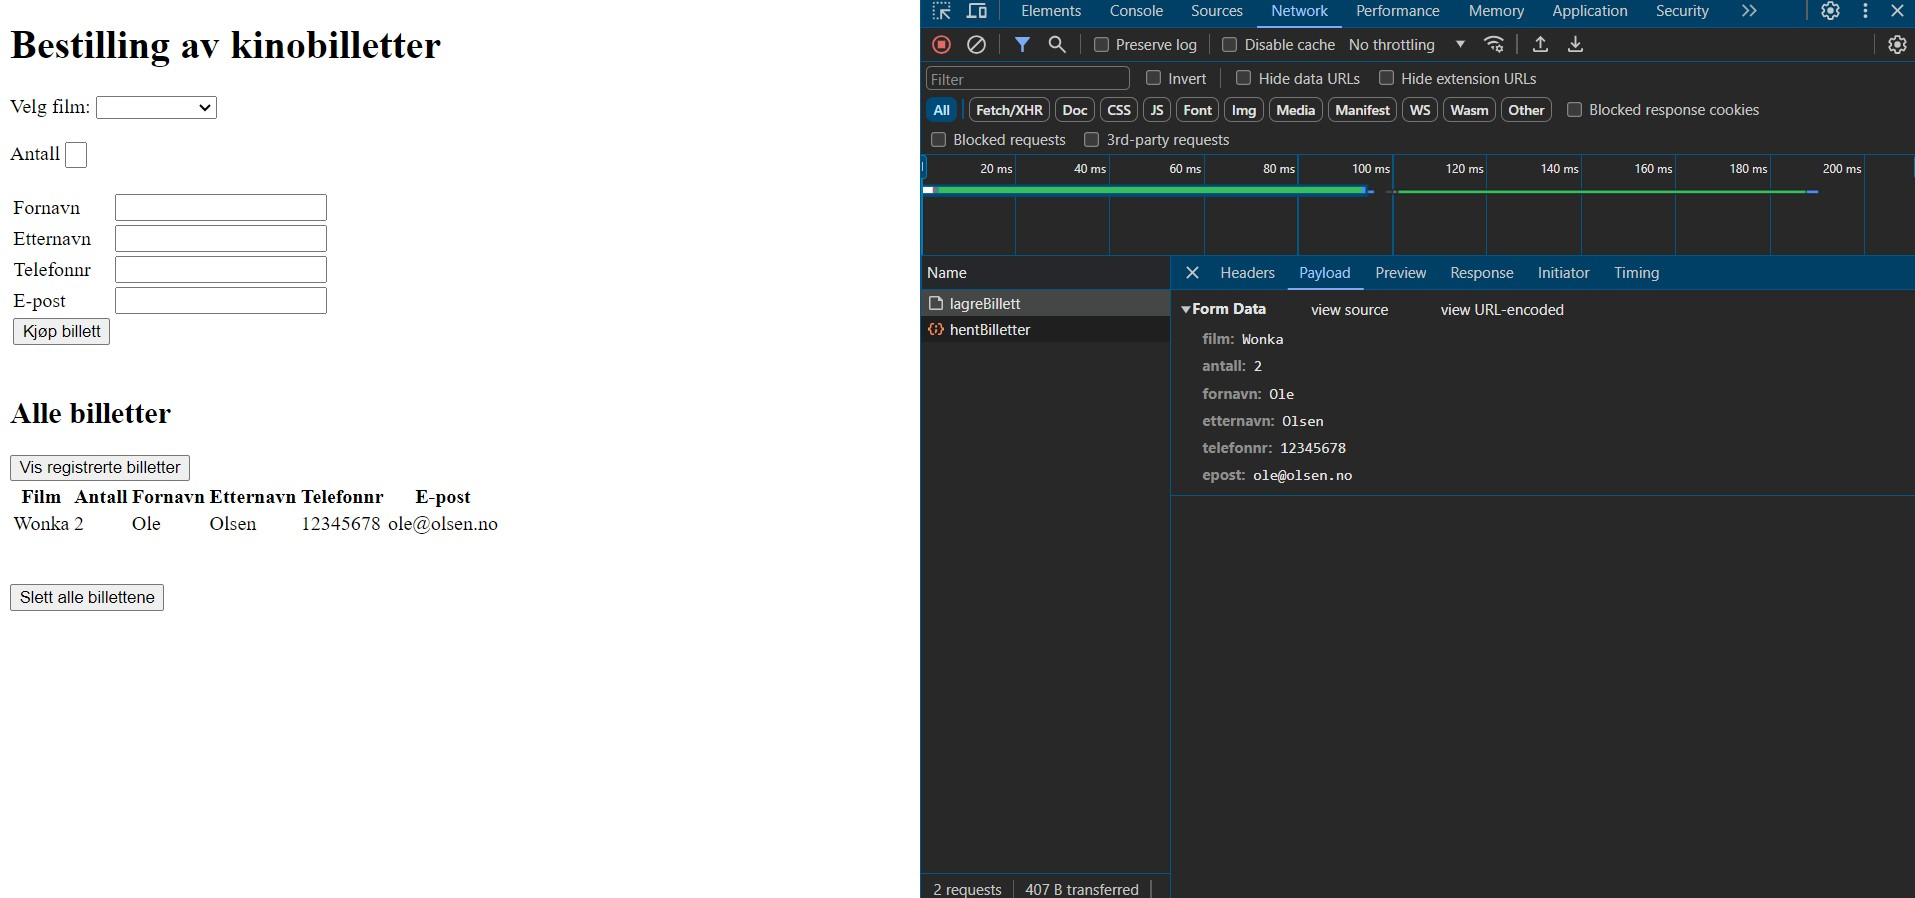 Bestilling av kinobilletter
Velg film:
Antall
Fornavn
Etternavn
Telefonnr
E-post
Kjøp billett
Alle billetter
Vis registrerte billetter
Film Antall Fornavn Etternavn Telefonnr E-post
Wonka 2 Ole Olsen 12345678 ole@olsen.no
Slett alle billettene
Elements Console Sources Network Performance Memory Application Security
Preserve log Disable cache No throttling
Filter Invert Hide data URLs Hide extension URLs
All Fetch/XHR Doc CSS JS Font Img Media Manifest WS Wasm Other Blocked response cookies
Blocked requests 3rd-party requests
20 ms 40 ms 60 ms 80 ms 100 ms 120 ms 140 ms 160 ms 180 ms 200 ms
Name
lagreBillett
hentBilletter
Headers Payload Preview Response Initiator Timing
Form Data view source view URL-encoded
film: Wonka
antall: 2
fornavn: Ole
etternavn: Olsen
telefonnr: 12345678
epost: ole@olsen.no
2 requests 407 B transferred